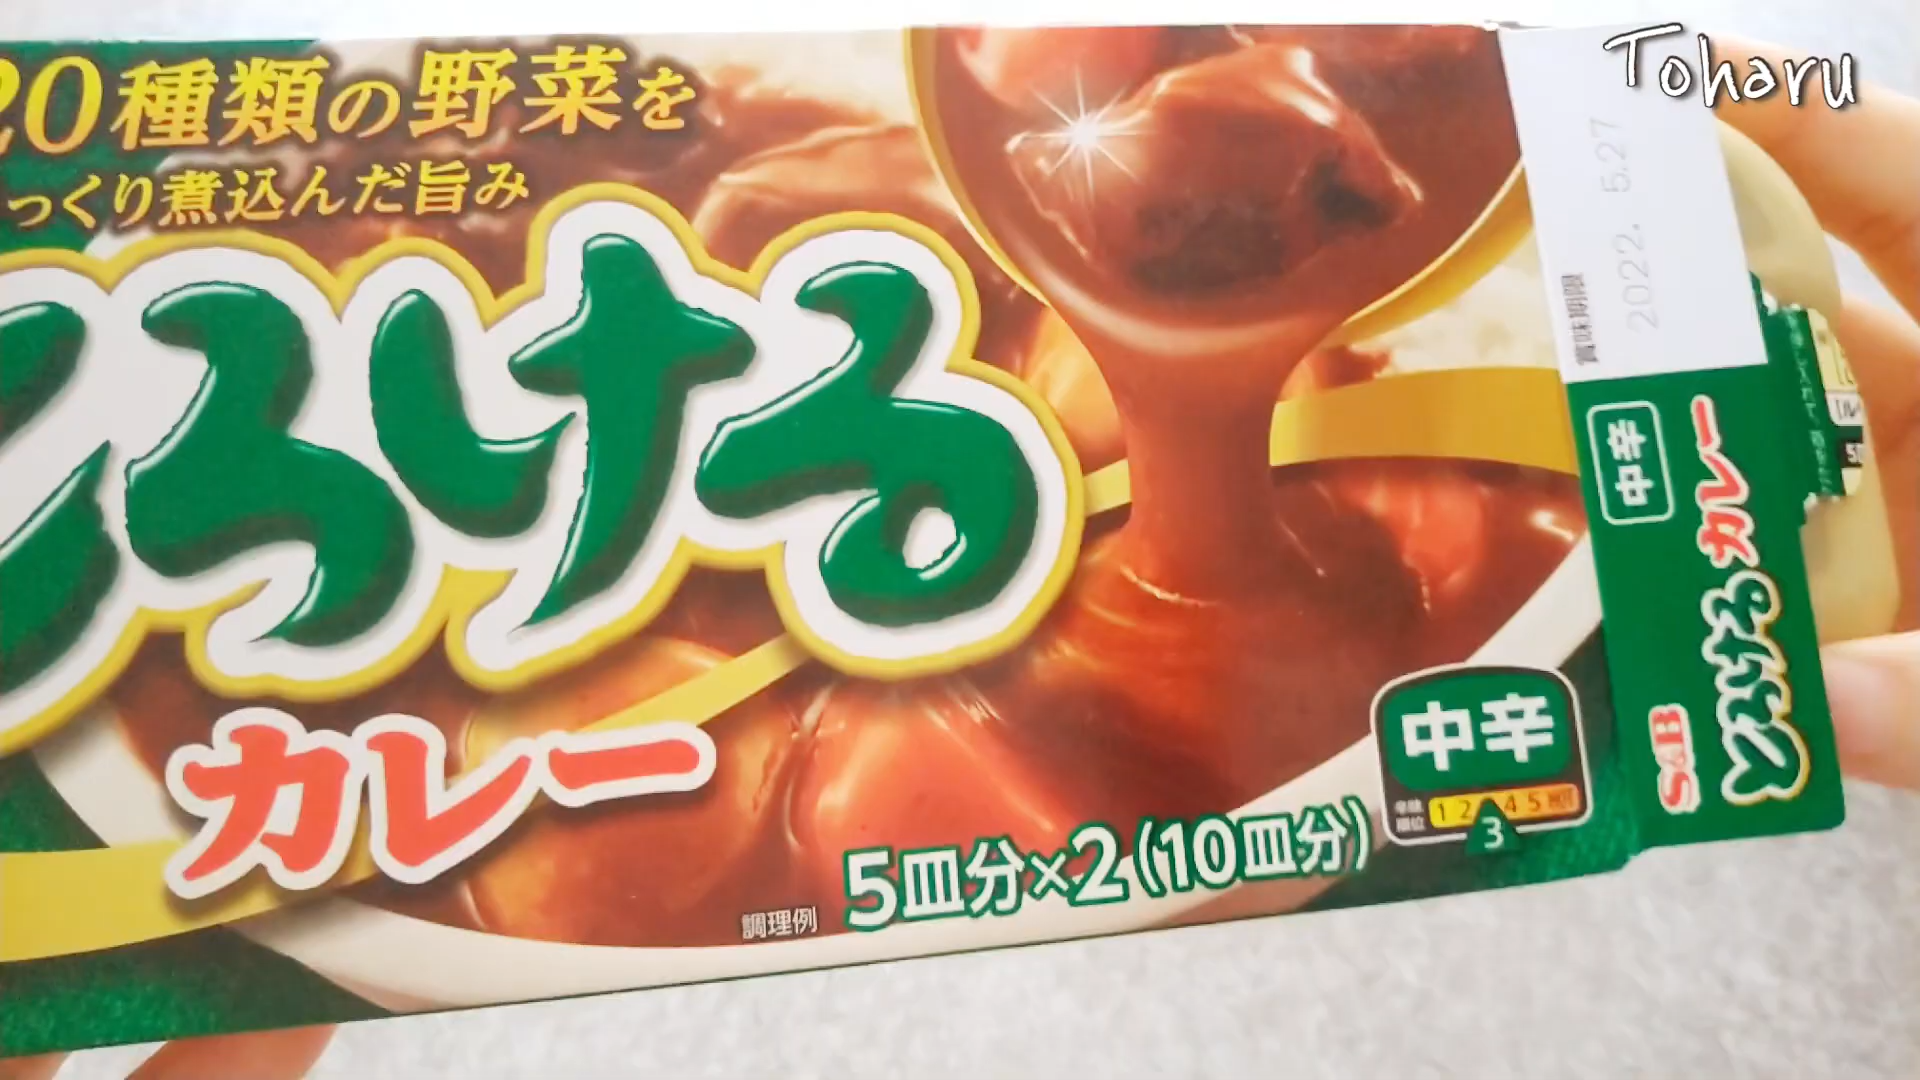 Toharu
20種類の野菜を
っくり煮込んだ旨み
とろける
カレー
調理例
5皿分×2(10皿分)
中辛
辛味順位
1 2 4 5
3
賞味期限
2022. 5.27
中辛
S&B
とろけるカレー